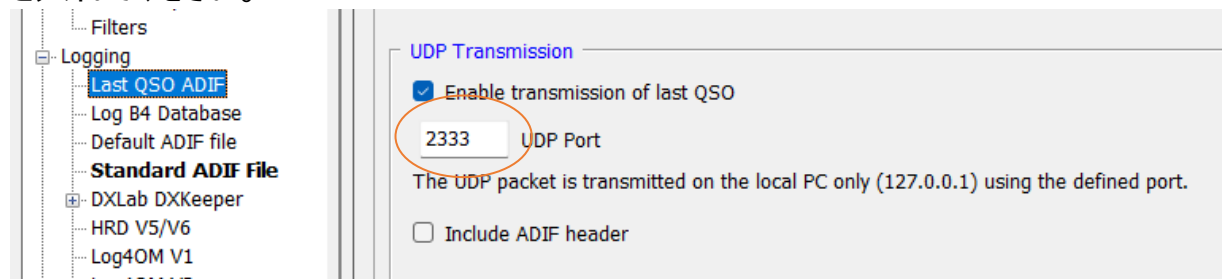 Filters
Logging
Last QSO ADIF
Log B4 Database
Default ADIF file
Standard ADIF File
DXLab DXKeeper
HRD V5/V6
Log4OM V1
UDP Transmission
Enable transmission of last QSO
2333 UDP Port
The UDP packet is transmitted on the local PC only (127.0.0.1) using the defined port.
Include ADIF header